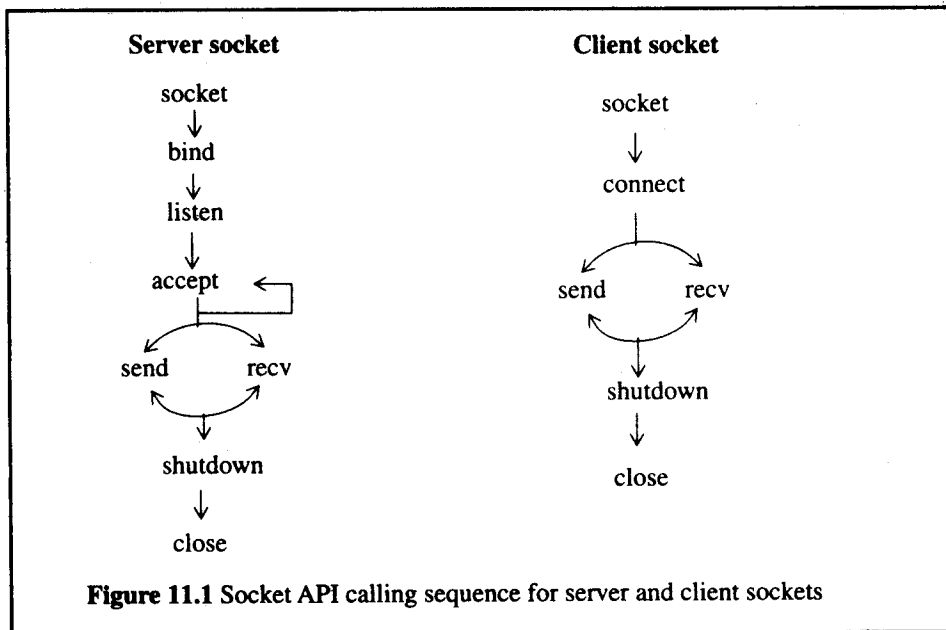 Server socket
socket
bind
listen
accept
send recv
shutdown
close
Client socket
socket
connect
send recv
shutdown
close
Figure 11.1 Socket API calling sequence for server and client sockets